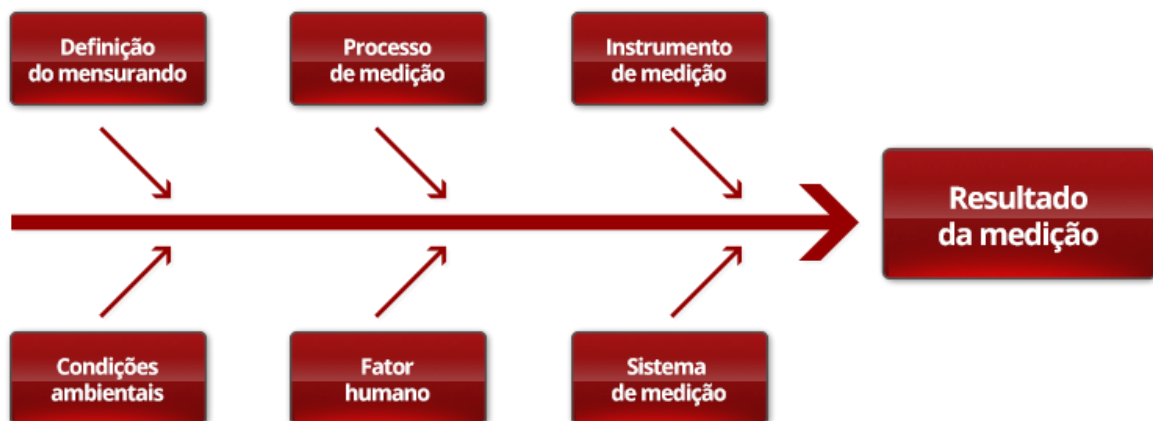 Definição
do mensurando
Processo
de medição
Instrumento
de medição
Resultado
da medição
Condições
ambientais
Fator
humano
Sistema
de medição